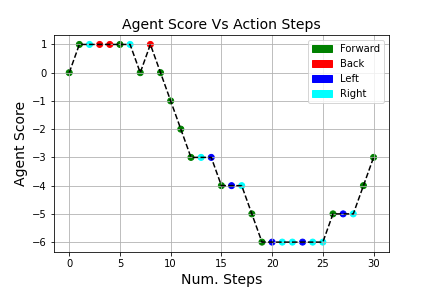 Agent Score Vs Action Steps
Agent Score
1
0
−1
−2
−3
−4
−5
−6
Forward
Back
Left
Right
0 5 10 15 20 25 30
Num. Steps